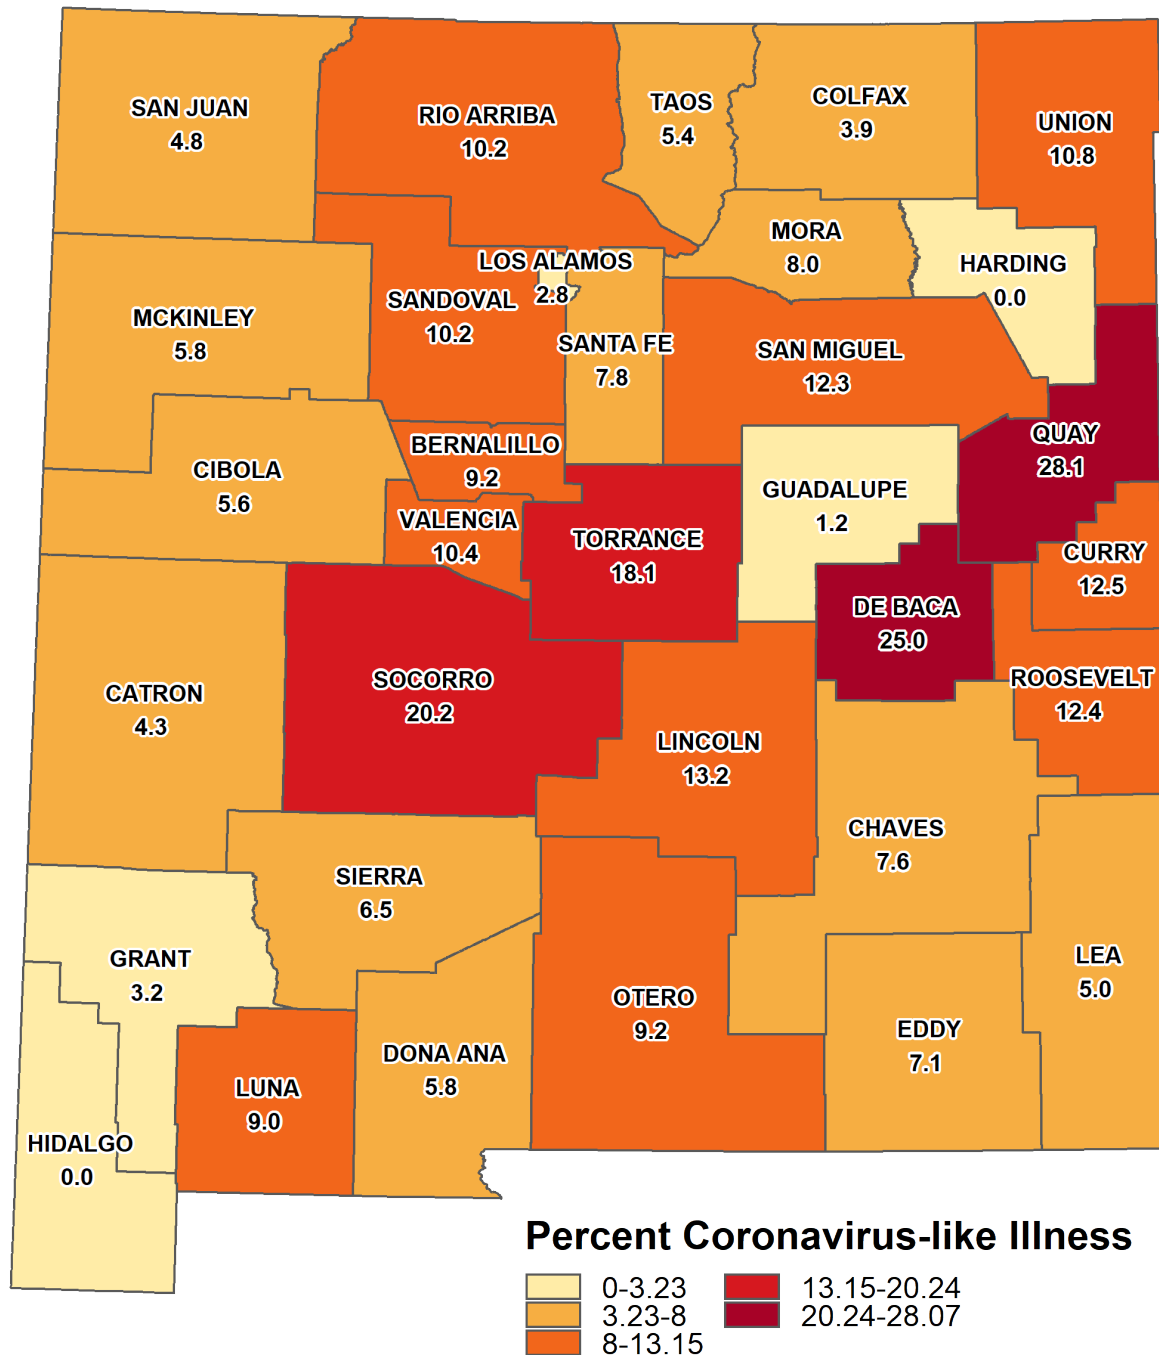 SAN JUAN
4.8
RIO ARRIBA
10.2
TAOS
5.4
COLFAX
3.9
UNION
10.8
MORA
8.0
HARDING
0.0
LOS ALAMOS
2.8
SANDOVAL
10.2
MCKINLEY
5.8
SANTA FE
7.8
SAN MIGUEL
12.3
QUAY
28.1
BERNALILLO
9.2
CIBOLA
5.6
GUADALUPE
1.2
VALENCIA
10.4
TORRANCE
18.1
CURRY
12.5
DE BACA
25.0
CATRON
4.3
SOCORRO
20.2
ROOSEVELT
12.4
LINCOLN
13.2
CHAVES
7.6
SIERRA
6.5
GRANT
3.2
LEA
5.0
OTERO
9.2
EDDY
7.1
DONA ANA
5.8
LUNA
9.0
HIDALGO
0.0
Percent Coronavirus-like Illness
0-3.23
3.23-8
8-13.15
13.15-20.24
20.24-28.07